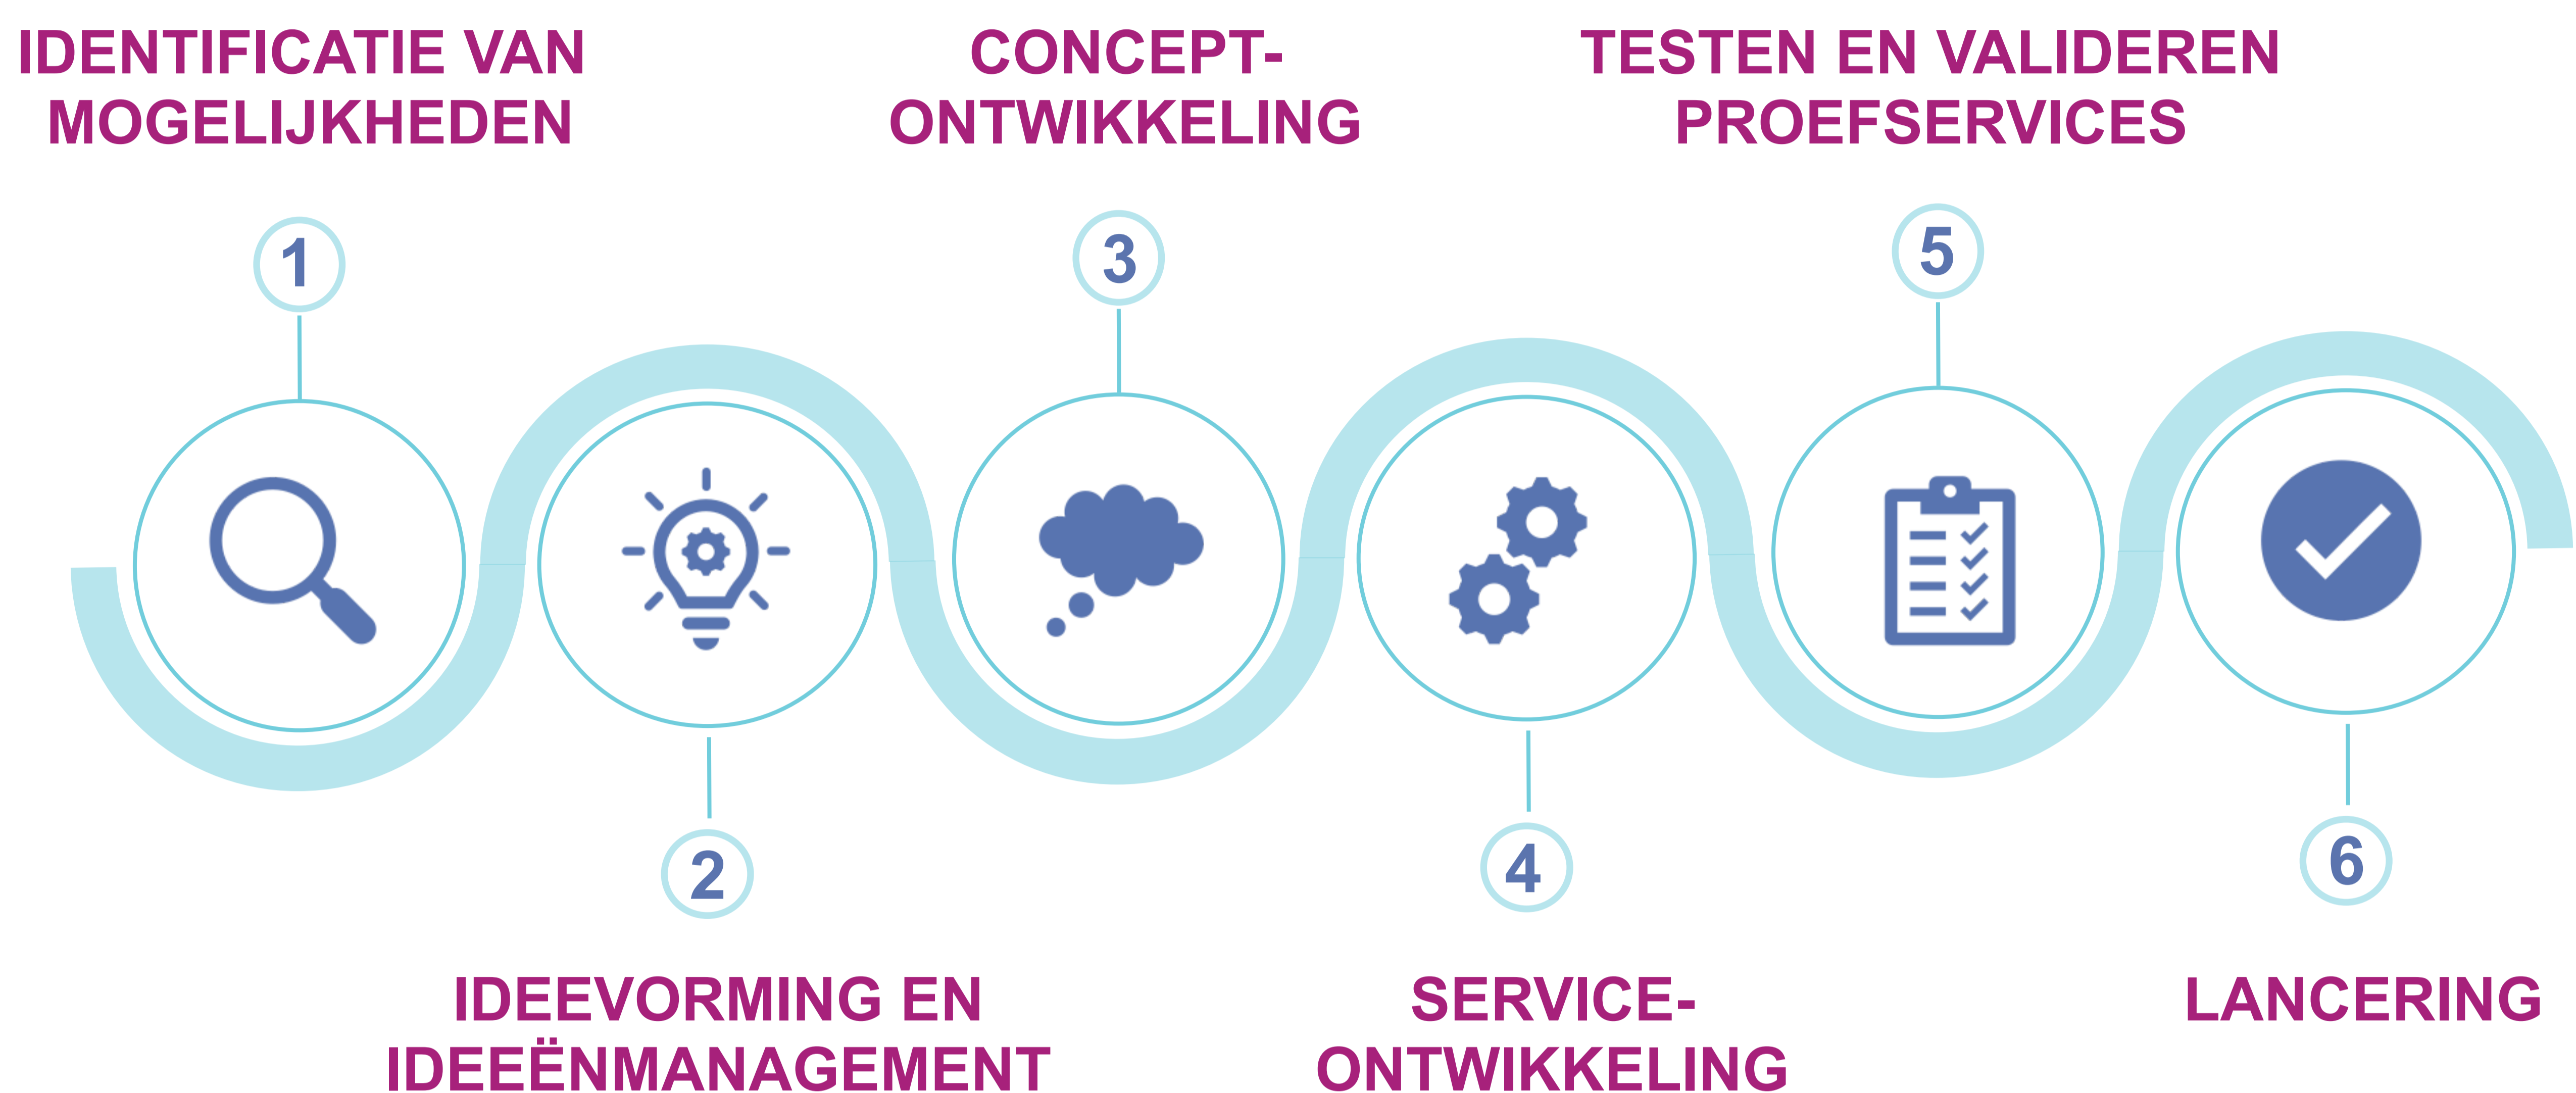 IDENTIFICATIE VAN
MOGELIJKHEDEN
1
2
IDEEVORMING EN
IDEEËNMANAGEMENT
CONCEPT-
ONTWIKKELING
3
4
SERVICE-
ONTWIKKELING
TESTEN EN VALIDEREN
PROEFSERVICES
5
6
LANCERING